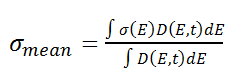 σ_mean = ∫ σ(E)D(E,t)dE / ∫ D(E,t)dE